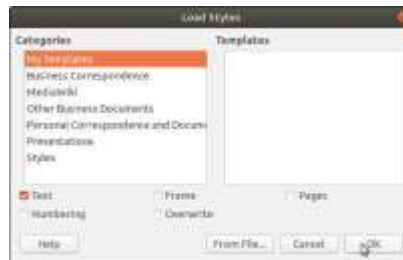 Load Styles
Categories
Templates
My Templates
Business Correspondence
MediaWiki
Other Business Documents
Personal Correspondence and Docum
Presentations
Styles
Text
Frame
Pages
Numbering
Overwrite
Help
From File...
Cancel
OK